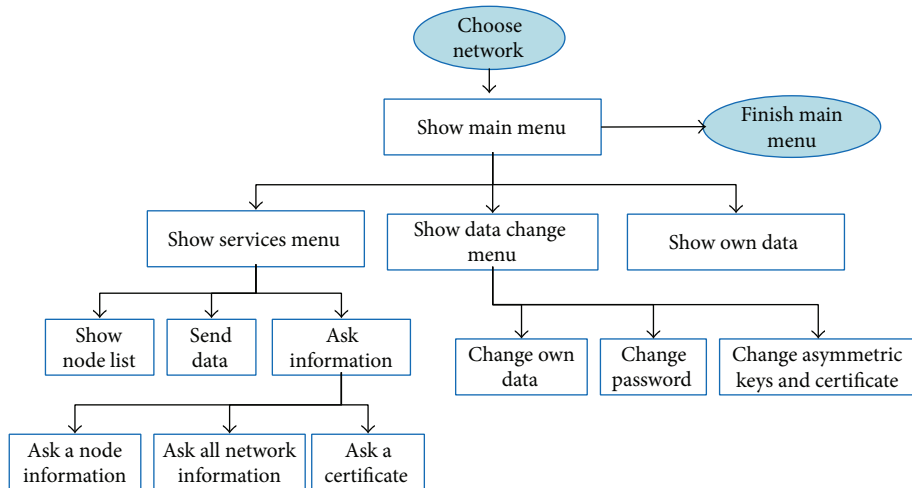 Choose
network
Show main menu
Finish main
menu
Show services menu
Show data change
menu
Show own data
Show
node list
Send
data
Ask
information
Change own
data
Change
password
Change asymmetric
keys and certificate
Ask a node
information
Ask all network
information
Ask a
certificate